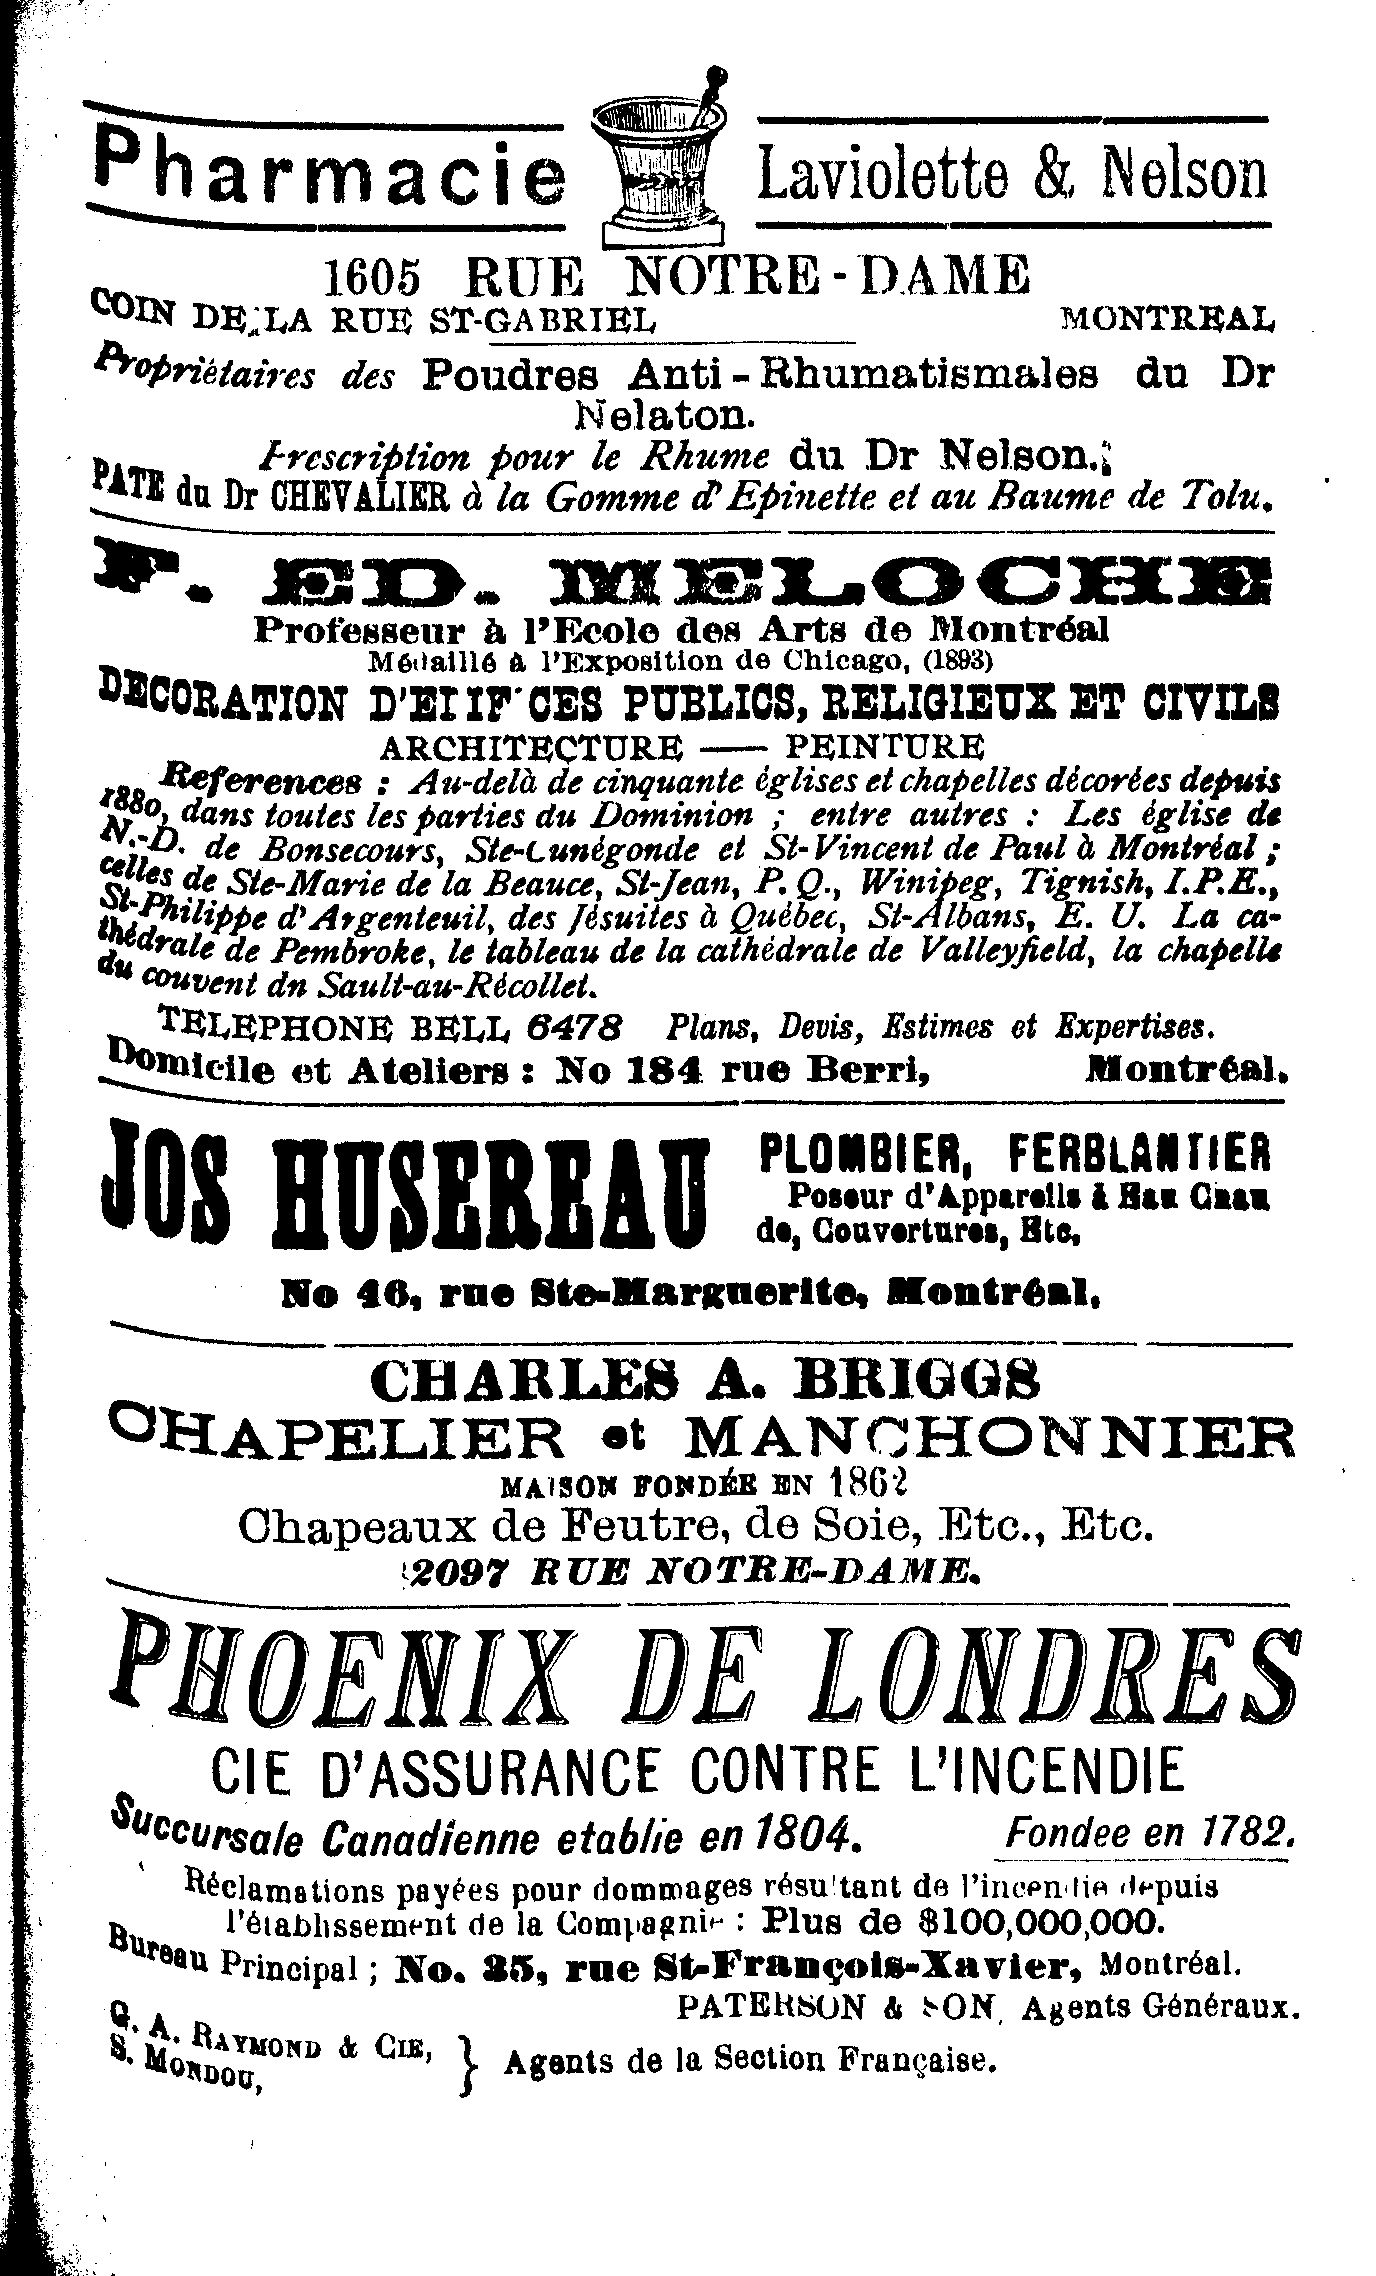 Pharmacie Laviolette & Nelson
1605 RUE NOTRE-DAME
COIN DE LA RUE ST-GABRIEL MONTREAL
Propriétaires des Poudres Anti-Rhumatismales du Dr
Nelaton.
Prescription pour le Rhume du Dr Nelson.
PATE du Dr CHEVALIER à la Gomme d'Epinette et au Baume de Tolu.
F. ED. MELOCHE
Professeur à l'Ecole des Arts de Montréal
Médaillé à l'Exposition de Chicago, (1893)
DECORATION D'EDIFICES PUBLICS, RELIGIEUX ET CIVILS
ARCHITECTURE — PEINTURE
References : Au-delà de cinquante églises et chapelles décorées depuis
1880, dans toutes les parties du Dominion ; entre autres : Les église de
N.-D. de Bonsecours, Ste-Cunégonde et St-Vincent de Paul à Montréal ;
celles de Ste-Marie de la Beauce, St-Jean, P. Q., Winipeg, Tignish, I.P.E.,
St-Philippe d'Argenteuil, des Jésuites à Québec, St-Albans, E. U. La ca-
thédrale de Pembroke, le tableau de la cathédrale de Valleyfield, la chapelle
du couvent dn Sault-au-Récollet.
TELEPHONE BELL 6478 Plans, Devis, Estimes et Expertises.
Domicile et Ateliers : No 184 rue Berri, Montréal.
JOS HUSEREAU
PLOMBIER, FERBLANTIER
Poseur d'Appareils à Eau Chau
de, Couvertures, Etc,
No 46, rue Ste-Marguerite, Montréal.
CHARLES A. BRIGGS
CHAPELIER et MANCHONNIER
MAISON FONDÉE EN 1862
Chapeaux de Feutre, de Soie, Etc., Etc.
2097 RUE NOTRE-DAME.
PHOENIX DE LONDRES
CIE D'ASSURANCE CONTRE L'INCENDIE
Succursale Canadienne etablie en 1804. Fondee en 1782.
Réclamations payées pour dommages résultant de l'incendie depuis
l'établissement de la Compagnie : Plus de $100,000,000.
Bureau Principal ; No. 35, rue St-François-Xavier, Montréal.
PATERSON & SON, Agents Généraux.
G. A. RAYMOND & CIE,
S. MONDOU, } Agents de la Section Française.